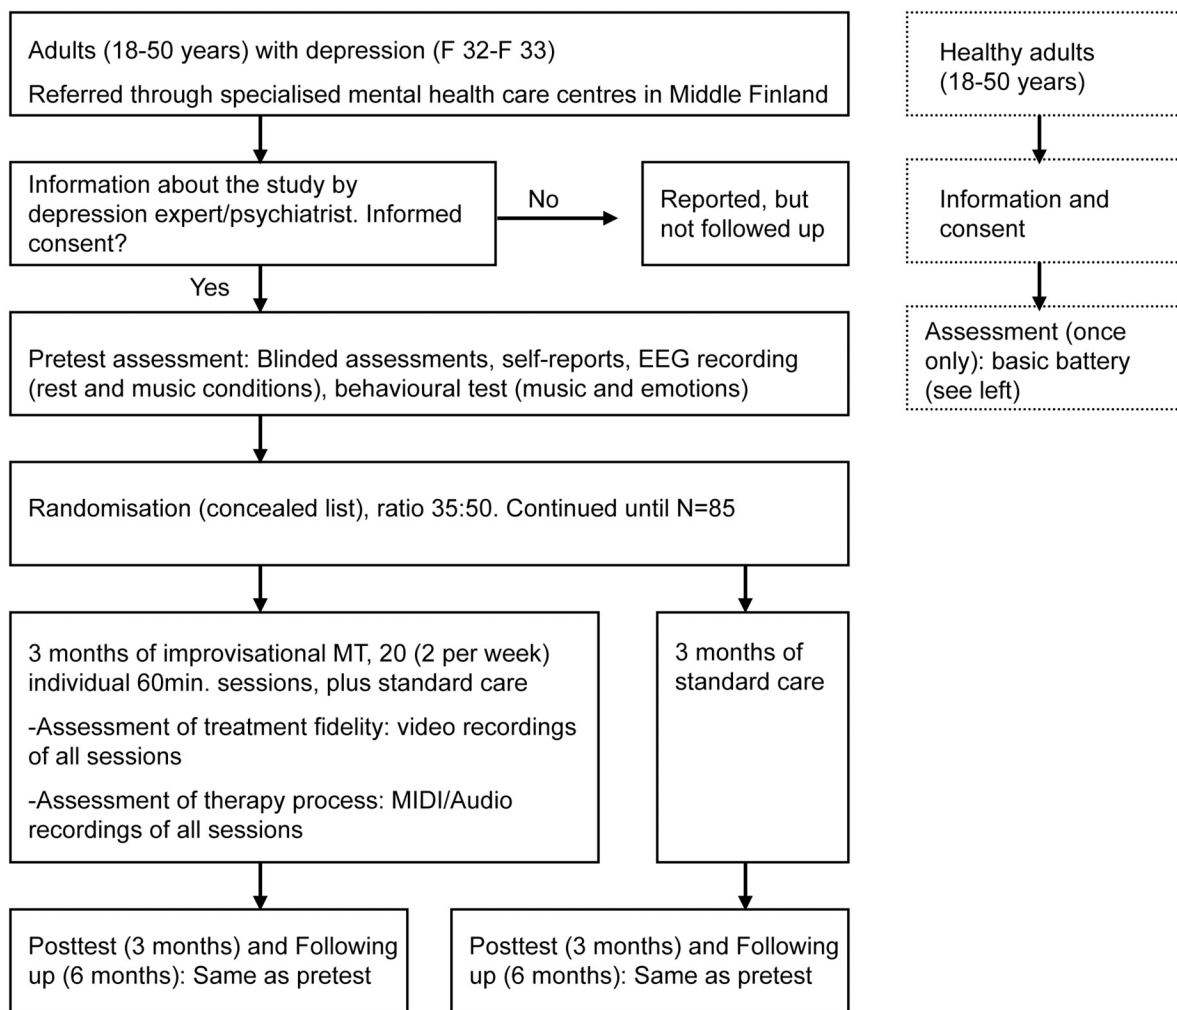 Adults (18-50 years) with depression (F 32-F 33)
Referred through specialised mental health care centres in Middle Finland
Information about the study by
depression expert/psychiatrist. Informed
consent?
No
Reported, but
not followed up
Yes
Pretest assessment: Blinded assessments, self-reports, EEG recording
(rest and music conditions), behavioural test (music and emotions)
Randomisation (concealed list), ratio 35:50. Continued until N=85
3 months of improvisational MT, 20 (2 per week)
individual 60min. sessions, plus standard care
-Assessment of treatment fidelity: video recordings
of all sessions
-Assessment of therapy process: MIDI/Audio
recordings of all sessions
3 months of
standard care
Posttest (3 months) and Following
up (6 months): Same as pretest
Posttest (3 months) and Following
up (6 months): Same as pretest
Healthy adults
(18-50 years)
Information and
consent
Assessment (once
only): basic battery
(see left)